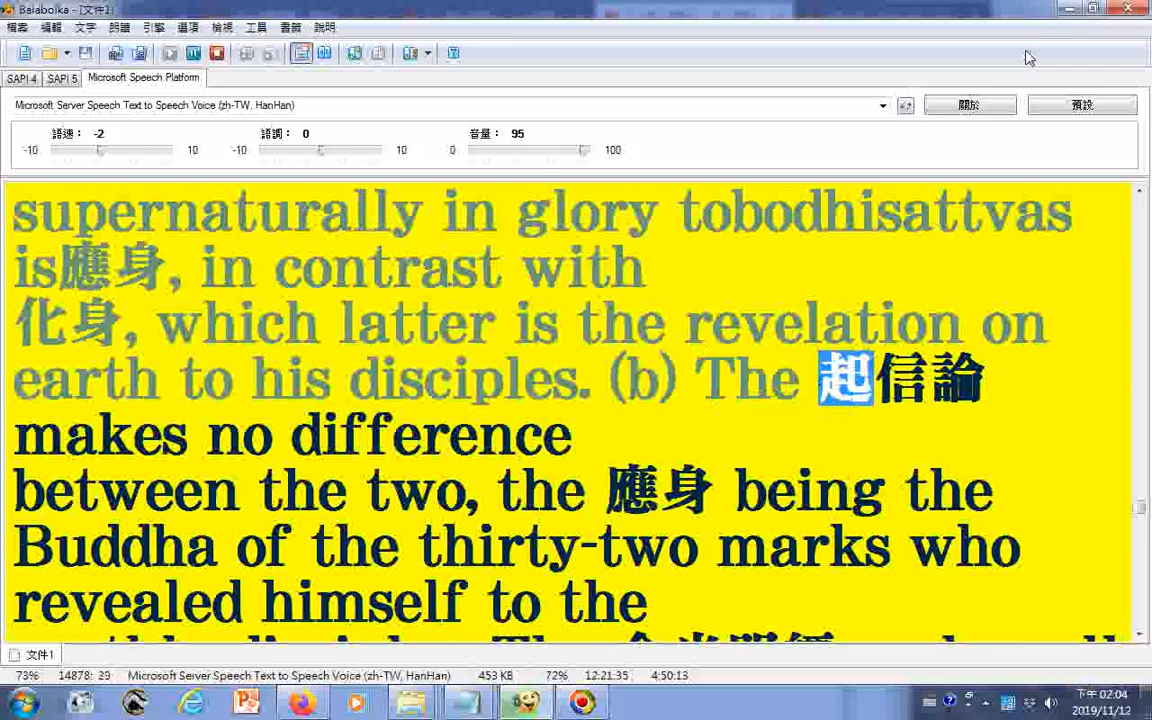 Balabolka - [文件1]
檔案 編輯 文字 朗讀 引擎 選項 檢視 工具 書籤 說明
SAPI 4 SAPI 5 Microsoft Speech Platform
Microsoft Server Speech Text to Speech Voice (zh-TW, HanHan) 關於 預設
語速： -2 語調： 0 音量： 95
-10 10 -10 10 0 100
supernaturally in glory tobodhisattvas
is應身, in contrast with
化身, which latter is the revelation on
earth to his disciples. (b) The 起信論
makes no difference
between the two, the 應身 being the
Buddha of the thirty-two marks who
revealed himself to the
文件1
73% 14878: 29 Microsoft Server Speech Text to Speech Voice (zh-TW, HanHan) 453 KB 72% 12:21:35 4:50:13
下午 02:04
2019/11/12